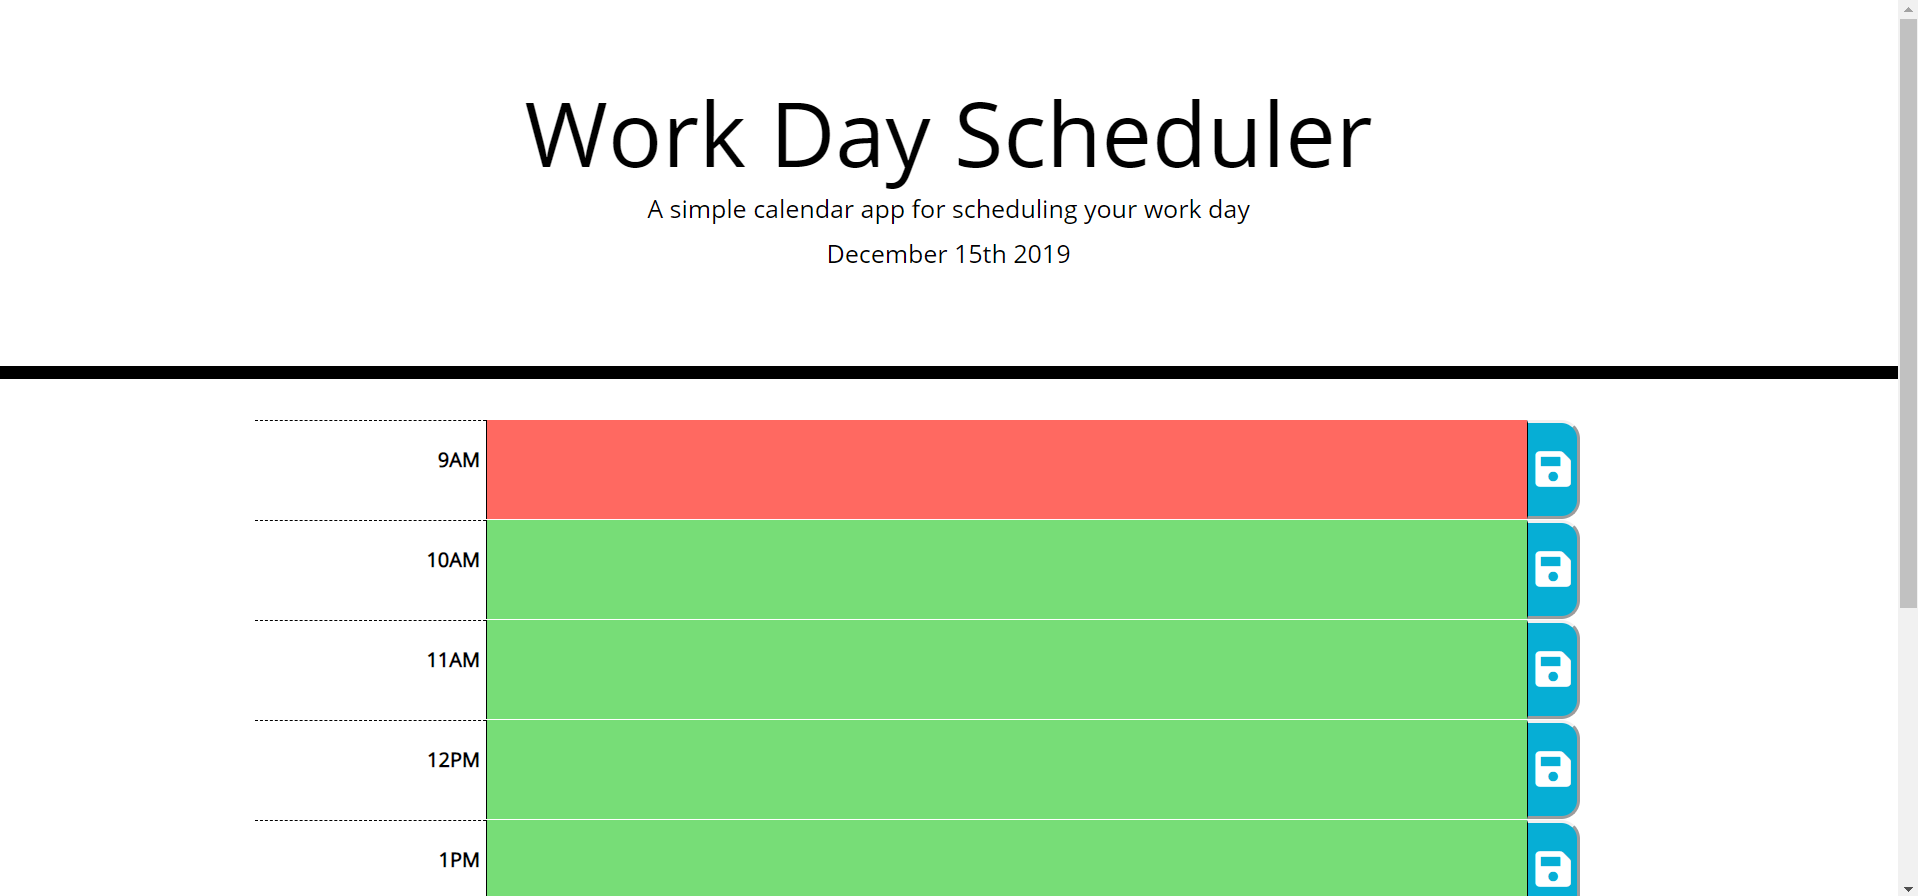 Work Day Scheduler
A simple calendar app for scheduling your work day
December 15th 2019
9AM
10AM
11AM
12PM
1PM